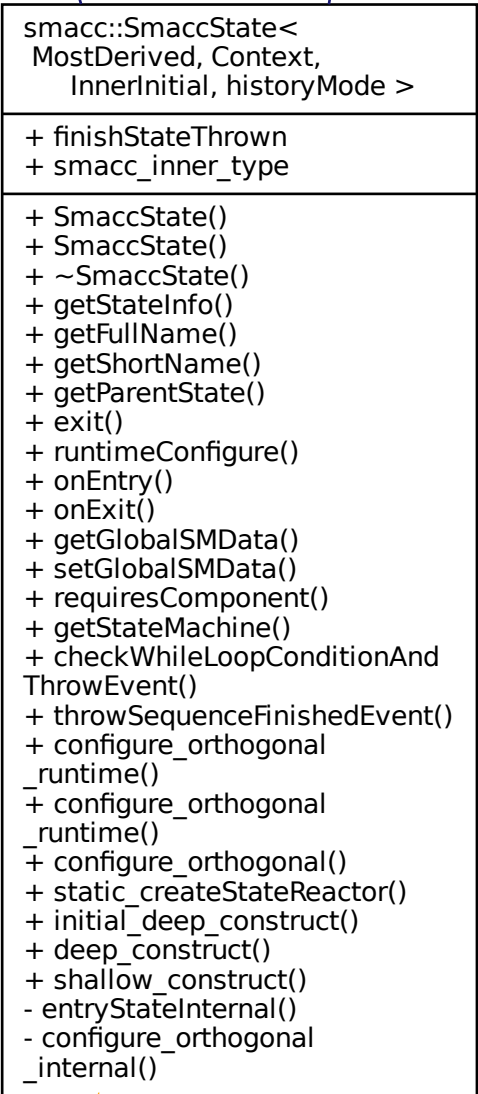 smacc::SmaccState<
MostDerived, Context,
InnerInitial, historyMode >
+ finishStateThrown
+ smacc_inner_type
+ SmaccState()
+ SmaccState()
+ ~SmaccState()
+ getStateInfo()
+ getFullName()
+ getShortName()
+ getParentState()
+ exit()
+ runtimeConfigure()
+ onEntry()
+ onExit()
+ getGlobalSMData()
+ setGlobalSMData()
+ requiresComponent()
+ getStateMachine()
+ checkWhileLoopConditionAnd
ThrowEvent()
+ throwSequenceFinishedEvent()
+ configure_orthogonal
_runtime()
+ configure_orthogonal
_runtime()
+ configure_orthogonal()
+ static_createStateReactor()
+ initial_deep_construct()
+ deep_construct()
+ shallow_construct()
- entryStateInternal()
- configure_orthogonal
_internal()